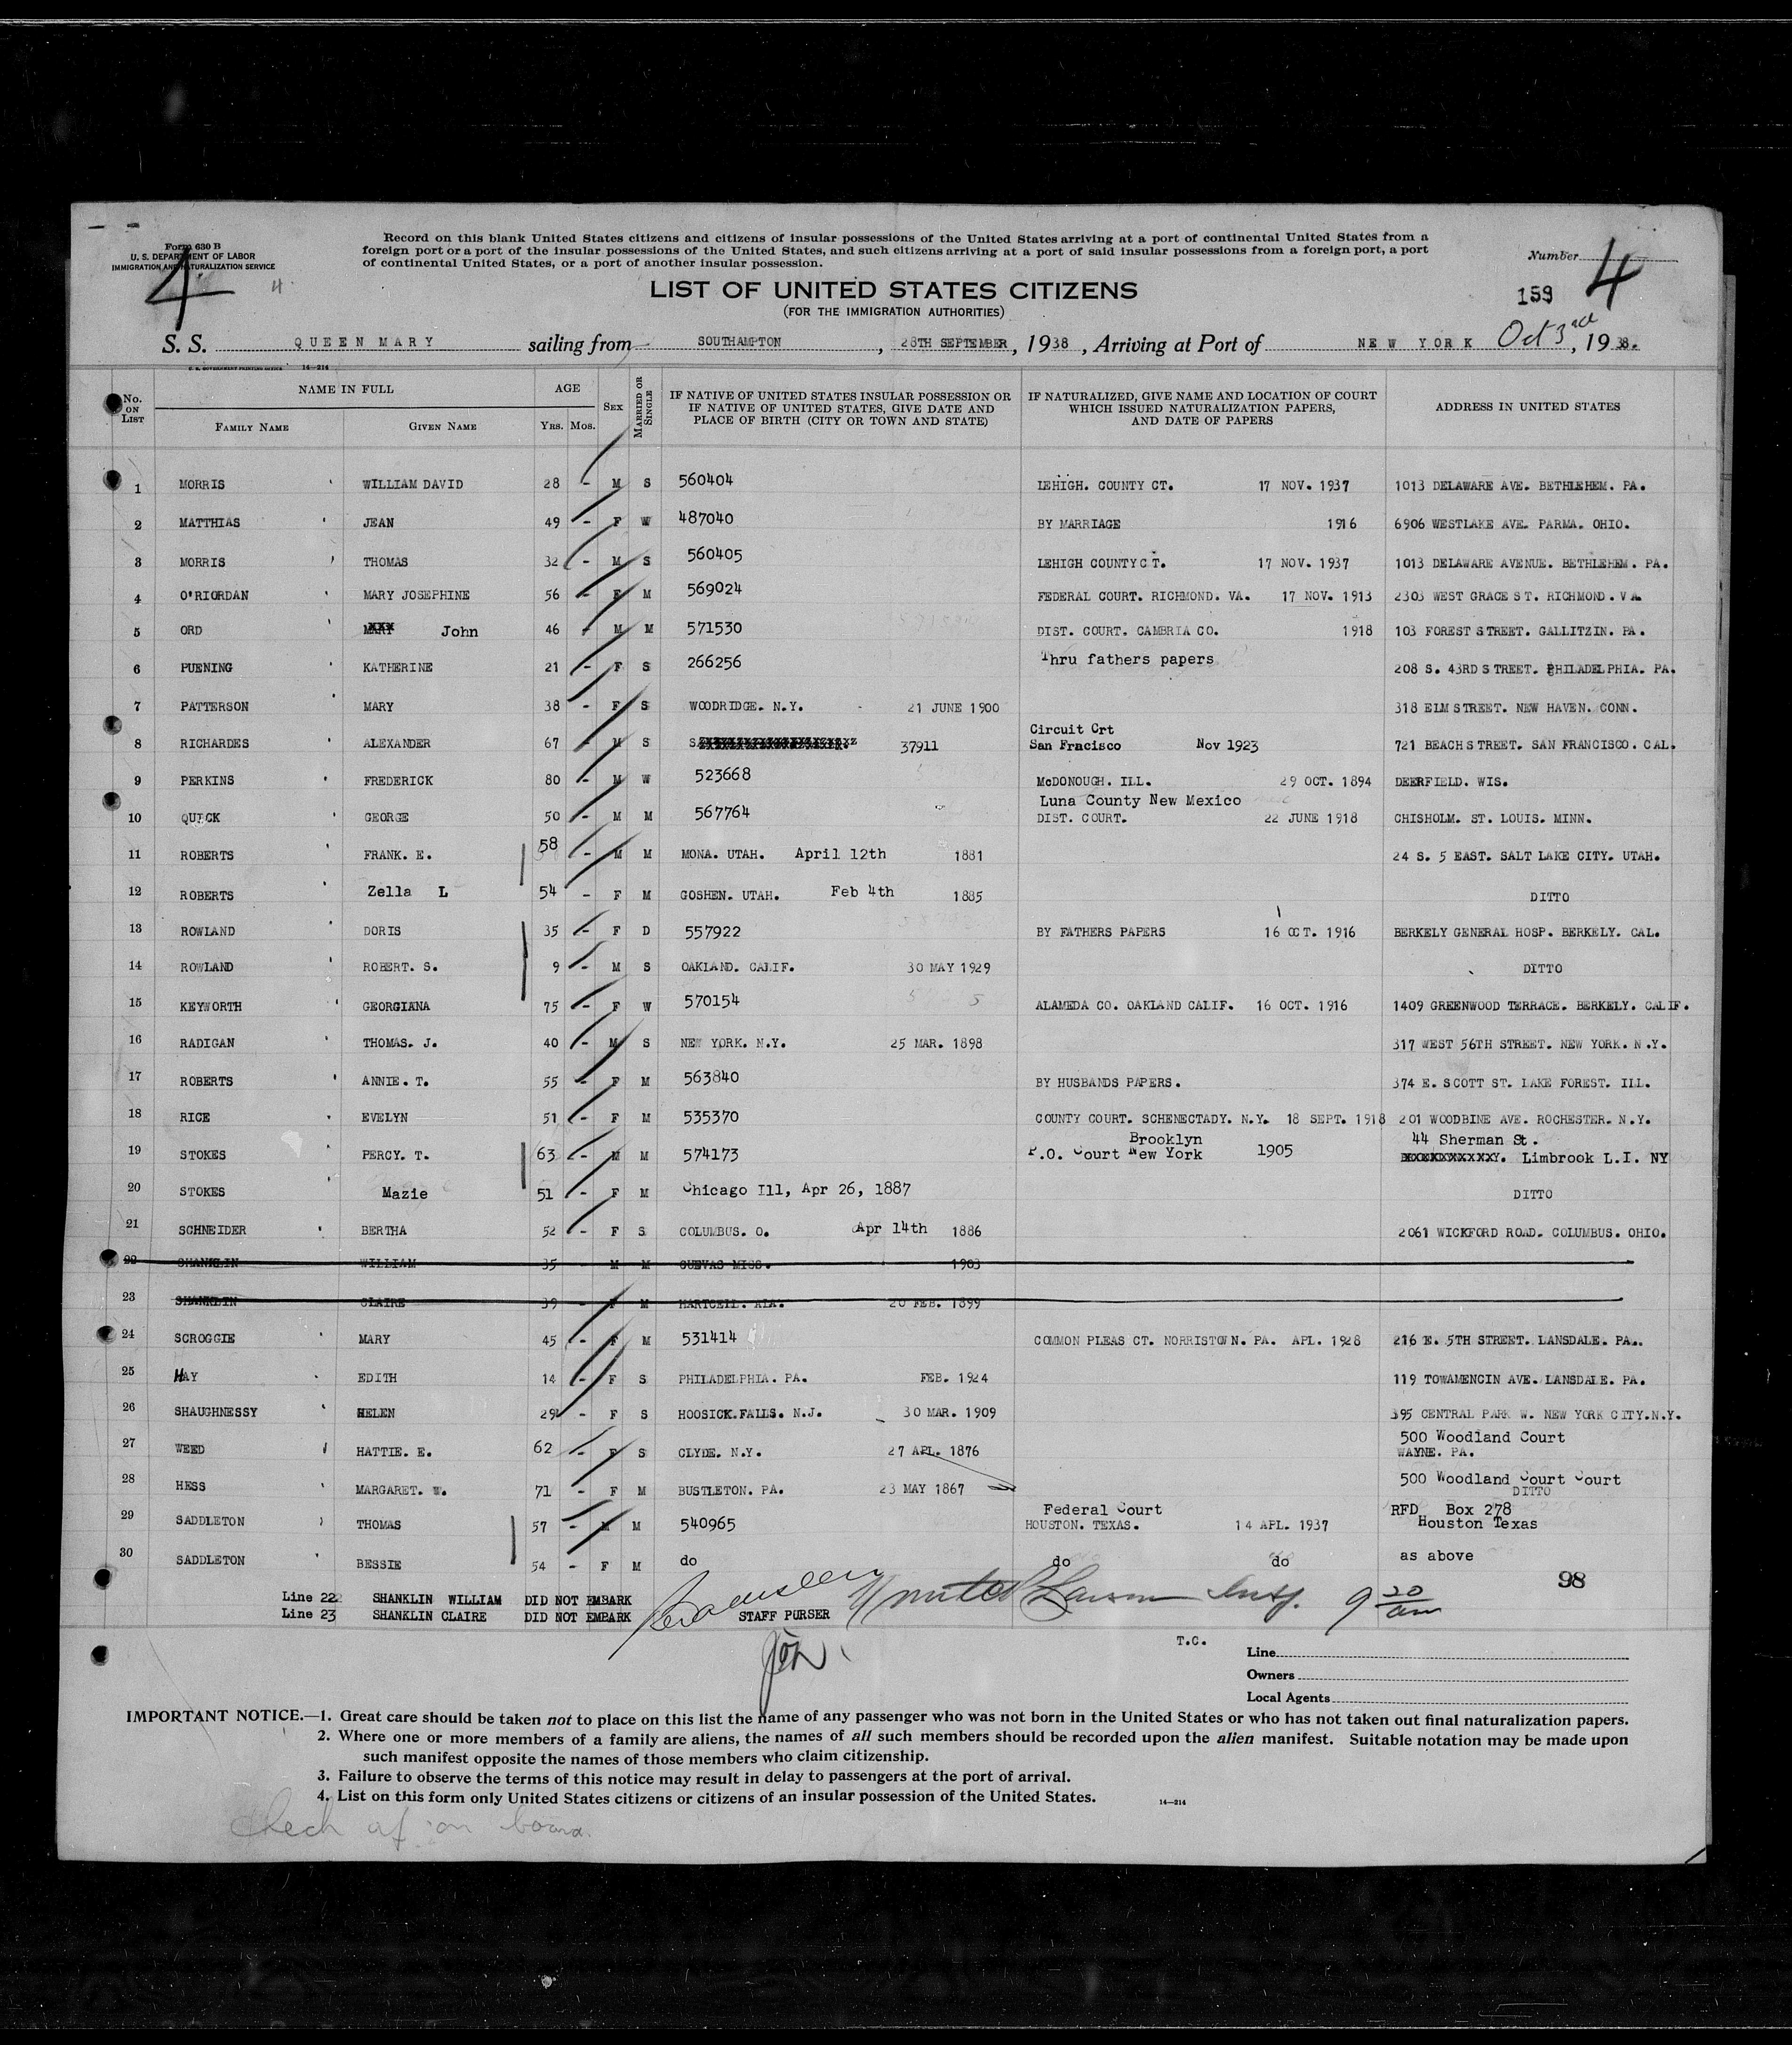 Form 630 B
U. S. DEPARTMENT OF LABOR
IMMIGRATION AND NATURALIZATION SERVICE
4
4
Record on this blank United States citizens and citizens of insular possessions of the United States arriving at a port of continental United States from a
foreign port or a port of the insular possessions of the United States, and such citizens arriving at a port of said insular possessions from a foreign port, a port
of continental United States, or a port of another insular possession.
Number 4
159
LIST OF UNITED STATES CITIZENS
(FOR THE IMMIGRATION AUTHORITIES)
S. S. QUEEN MARY sailing from SOUTHAMPTON, 28TH SEPTEMBER, 1938, Arriving at Port of NEW YORK Oct 3rd, 1938.
U. S. GOVERNMENT PRINTING OFFICE 14—214
No. ON LIST
NAME IN FULL
FAMILY NAME GIVEN NAME
AGE
YRS. MOS.
SEX
MARRIED OR SINGLE
IF NATIVE OF UNITED STATES INSULAR POSSESSION OR
IF NATIVE OF UNITED STATES, GIVE DATE AND
PLACE OF BIRTH (CITY OR TOWN AND STATE)
IF NATURALIZED, GIVE NAME AND LOCATION OF COURT
WHICH ISSUED NATURALIZATION PAPERS,
AND DATE OF PAPERS
ADDRESS IN UNITED STATES
1 MORRIS WILLIAM DAVID 28 - M S 560404 LEHIGH. COUNTY CT. 17 NOV. 1937 1013 DELAWARE AVE. BETHLEHEM. PA.
2 MATTHIAS JEAN 49 - F W 487040 BY MARRIAGE 1916 6906 WESTLAKE AVE. PARMA. OHIO.
3 MORRIS THOMAS 32 - M S 560405 LEHIGH COUNTY CT. 17 NOV. 1937 1013 DELAWARE AVENUE. BETHLEHEM. PA.
4 O'RIORDAN MARY JOSEPHINE 56 - F M 569024 FEDERAL COURT. RICHMOND. VA. 17 NOV. 1913 2303 WEST GRACE ST. RICHMOND. VA.
5 ORD John 46 - M M 571530 DIST. COURT. CAMBRIA CO. 1918 103 FOREST STREET. GALLITZIN. PA.
6 PUENING KATHERINE 21 - F S 266256 Thru fathers papers 208 S. 43RD STREET. PHILADELPHIA. PA.
7 PATTERSON MARY 38 - F S WOODRIDGE. N.Y. - 21 JUNE 1900 318 ELM STREET. NEW HAVEN. CONN.
8 RICHARDES ALEXANDER 67 - M S 37911 Circuit Crt
San Fracisco Nov 1923 721 BEACH STREET. SAN FRANCISCO. CAL.
9 PERKINS FREDERICK 80 - M W 523668 McDONOUGH. ILL. 29 OCT. 1894 DEERFIELD. WIS.
10 QUICK GEORGE 50 - M M 567764 Luna County New Mexico
DIST. COURT. 22 JUNE 1918 CHISHOLM. ST. LOUIS. MINN.
11 ROBERTS FRANK. E. 58 - M M MONA. UTAH. April 12th 1881 24 S. 5 EAST. SALT LAKE CITY. UTAH.
12 ROBERTS Zella L 54 - F M GOSHEN. UTAH. Feb 4th 1885 DITTO
13 ROWLAND DORIS 35 - F D 557922 BY FATHERS PAPERS 16 OCT. 1916 BERKELY GENERAL HOSP. BERKELY. CAL.
14 ROWLAND ROBERT. S. 9 - M S OAKLAND. CALIF. 30 MAY 1929 DITTO
15 KEYWORTH GEORGIANA 75 - F W 570154 ALAMEDA CO. OAKLAND CALIF. 16 OCT. 1916 1409 GREENWOOD TERRACE. BERKELY. CALIF.
16 RADIGAN THOMAS. J. 40 - M S NEW YORK. N.Y. 25 MAR. 1898 317 WEST 56TH STREET. NEW YORK. N.Y.
17 ROBERTS ANNIE. T. 55 - F M 563840 BY HUSBANDS PAPERS. 374 E. SCOTT ST. LAKE FOREST. ILL.
18 RICE EVELYN 51 - F M 535370 COUNTY COURT. SCHENECTADY. N.Y. 18 SEPT. 1918 201 WOODBINE AVE. ROCHESTER. N.Y.
19 STOKES PERCY. T. 63 - M M 574173 Brooklyn
P.O. Court New York 1905 44 Sherman St.
Limbrook L.I. NY
20 STOKES Mazie 51 - F M Chicago Ill, Apr 26, 1887 DITTO
21 SCHNEIDER BERTHA 52 - F S COLUMBUS. O. Apr 14th 1886 2061 WICKFORD ROAD. COLUMBUS. OHIO.
22 SHANKLIN WILLIAM 35 - M M CUEVAS MISS. 1903
23 SHANKLIN CLAIRE 39 - F M HARTCELL. ALA. 20 FEB. 1899
24 SCROGGIE MARY 45 - F M 531414 COMMON PLEAS CT. NORRISTOWN. PA. APL. 1928 216 E. 5TH STREET. LANSDALE. PA.
25 HAY EDITH 14 - F S PHILADELPHIA. PA. FEB. 1924 119 TOWAMENCIN AVE. LANSDALE. PA.
26 SHAUGHNESSY HELEN 29 - F S HOOSICK.FALLS. N.J. 30 MAR. 1909 395 CENTRAL PARK W. NEW YORK CITY.N.Y.
27 WEED HATTIE. E. 62 - F S CLYDE. N.Y. 27 APL. 1876 500 Woodland Court
WAYNE. PA.
28 HESS MARGARET. W. 71 - F M BUSTLETON. PA. 23 MAY 1867 500 Woodland Court Court
DITTO
29 SADDLETON THOMAS 57 - M M 540965 Federal Court
HOUSTON. TEXAS. 14 APL. 1937 RFD Box 278
Houston Texas
30 SADDLETON BESSIE 54 - F M do do do as above
98
Line 22 SHANKLIN WILLIAM DID NOT EMBARK
Line 23 SHANKLIN CLAIRE DID NOT EMBARK STAFF PURSER
Larson Insp. 9 20 am
T.C.
Line
Owners
Local Agents
IMPORTANT NOTICE.—1. Great care should be taken not to place on this list the name of any passenger who was not born in the United States or who has not taken out final naturalization papers.
2. Where one or more members of a family are aliens, the names of all such members should be recorded upon the alien manifest. Suitable notation may be made upon
such manifest opposite the names of those members who claim citizenship.
3. Failure to observe the terms of this notice may result in delay to passengers at the port of arrival.
4. List on this form only United States citizens or citizens of an insular possession of the United States.
14—214
on board.